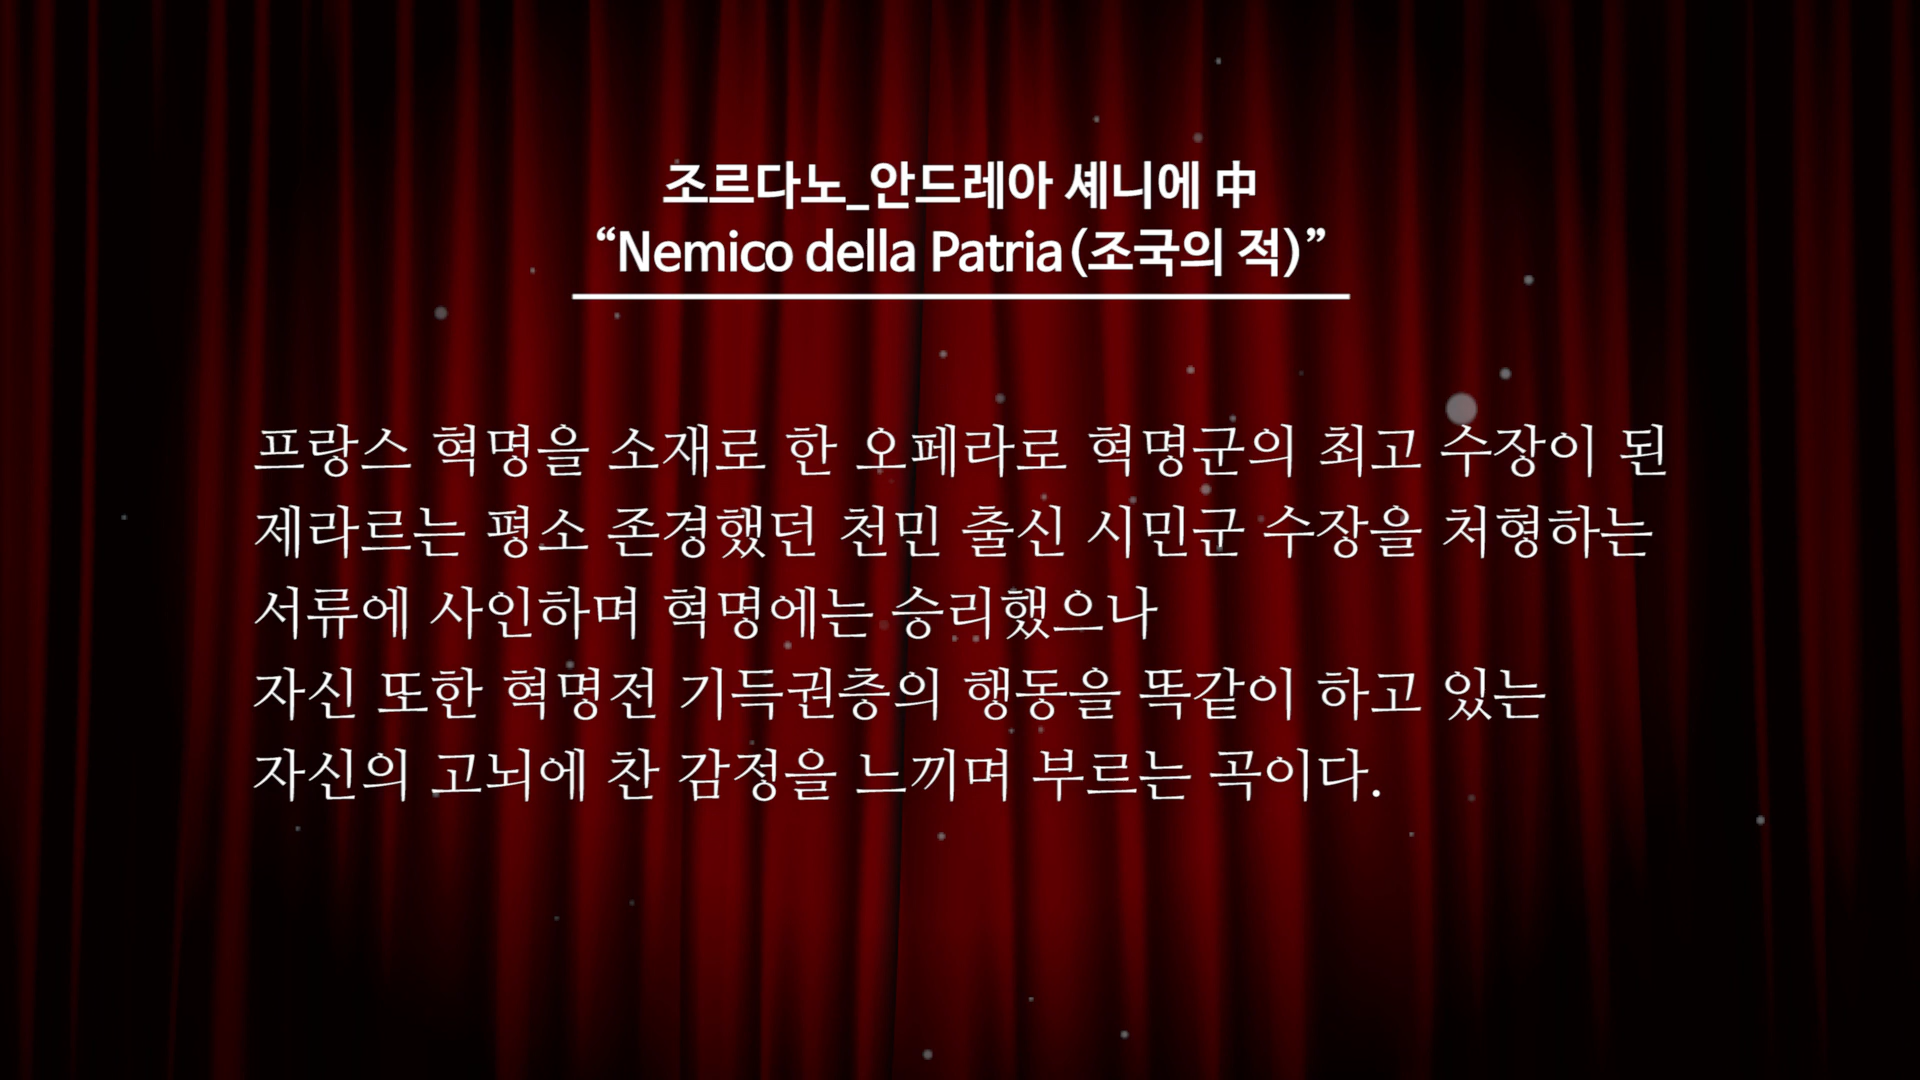 조르다노_안드레아 셰니에 中
“Nemico della Patria(조국의 적)”
프랑스 혁명을 소재로 한 오페라로 혁명군의 최고 수장이 된
제라르는 평소 존경했던 천민 출신 시민군 수장을 처형하는
서류에 사인하며 혁명에는 승리했으나
자신 또한 혁명전 기득권층의 행동을 똑같이 하고 있는
자신의 고뇌에 찬 감정을 느끼며 부르는 곡이다.